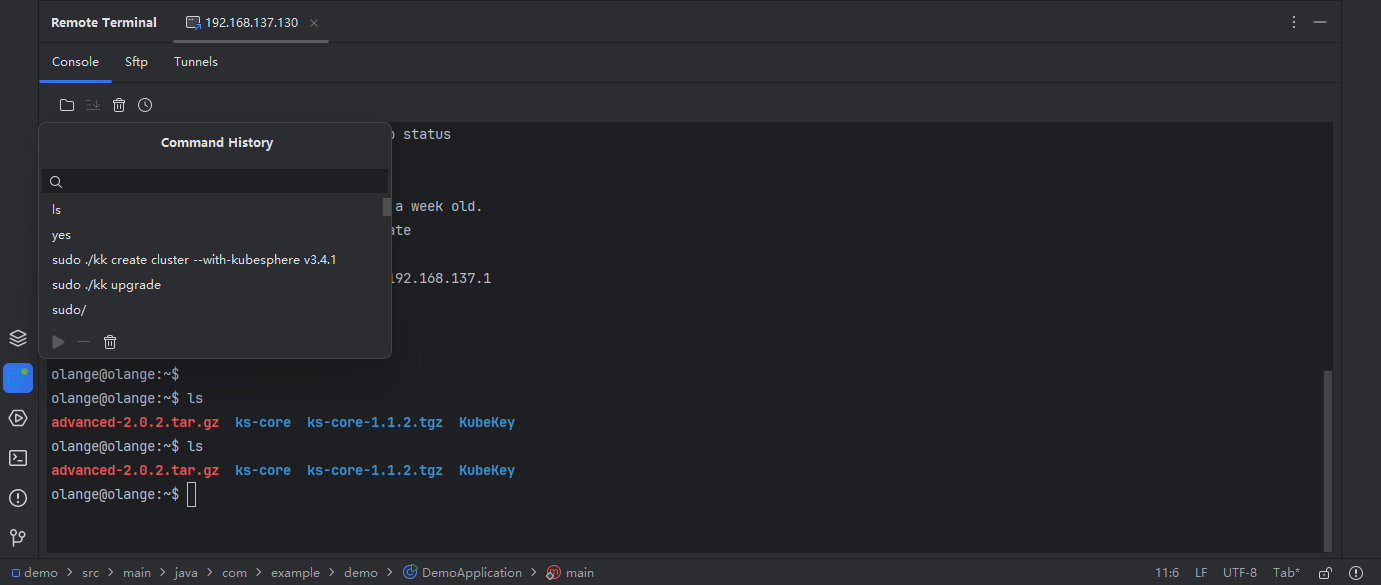 Remote Terminal 192.168.137.130
Console Sftp Tunnels
Command History
status
ls
a week old.
yes
sudo ./kk create cluster --with-kubesphere v3.4.1
192.168.137.1
sudo ./kk upgrade
sudo/
olange@olange:~$
olange@olange:~$ ls
advanced-2.0.2.tar.gz ks-core ks-core-1.1.2.tgz KubeKey
olange@olange:~$ ls
advanced-2.0.2.tar.gz ks-core ks-core-1.1.2.tgz KubeKey
olange@olange:~$
demo > src > main > java > com > example > demo > DemoApplication > main 11:6 LF UTF-8 Tab*